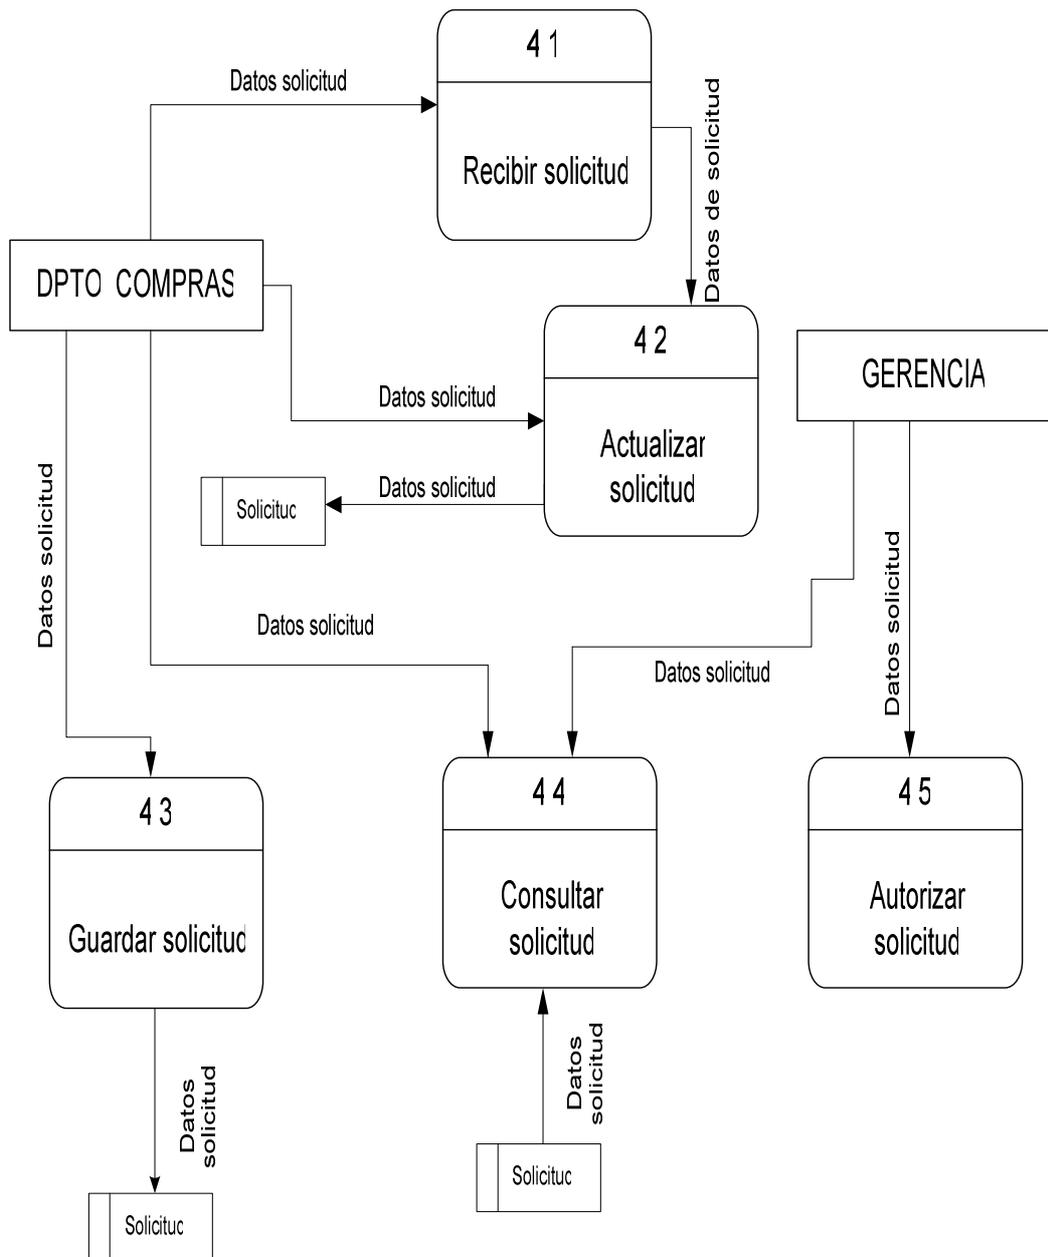 4 1
Datos solicitud
Recibir solicitud
Datos de solicitud
DPTO COMPRAS
4 2
GERENCIA
Datos solicitud
Actualizar
solicitud
Datos solicitud
Solicituc
Datos solicitud
Datos solicitud
Datos solicitud
Datos solicitud
4 3
4 4
4 5
Guardar solicitud
Consultar
solicitud
Autorizar
solicitud
Datos
solicitud
Datos
solicitud
Solicituc
Solicituc